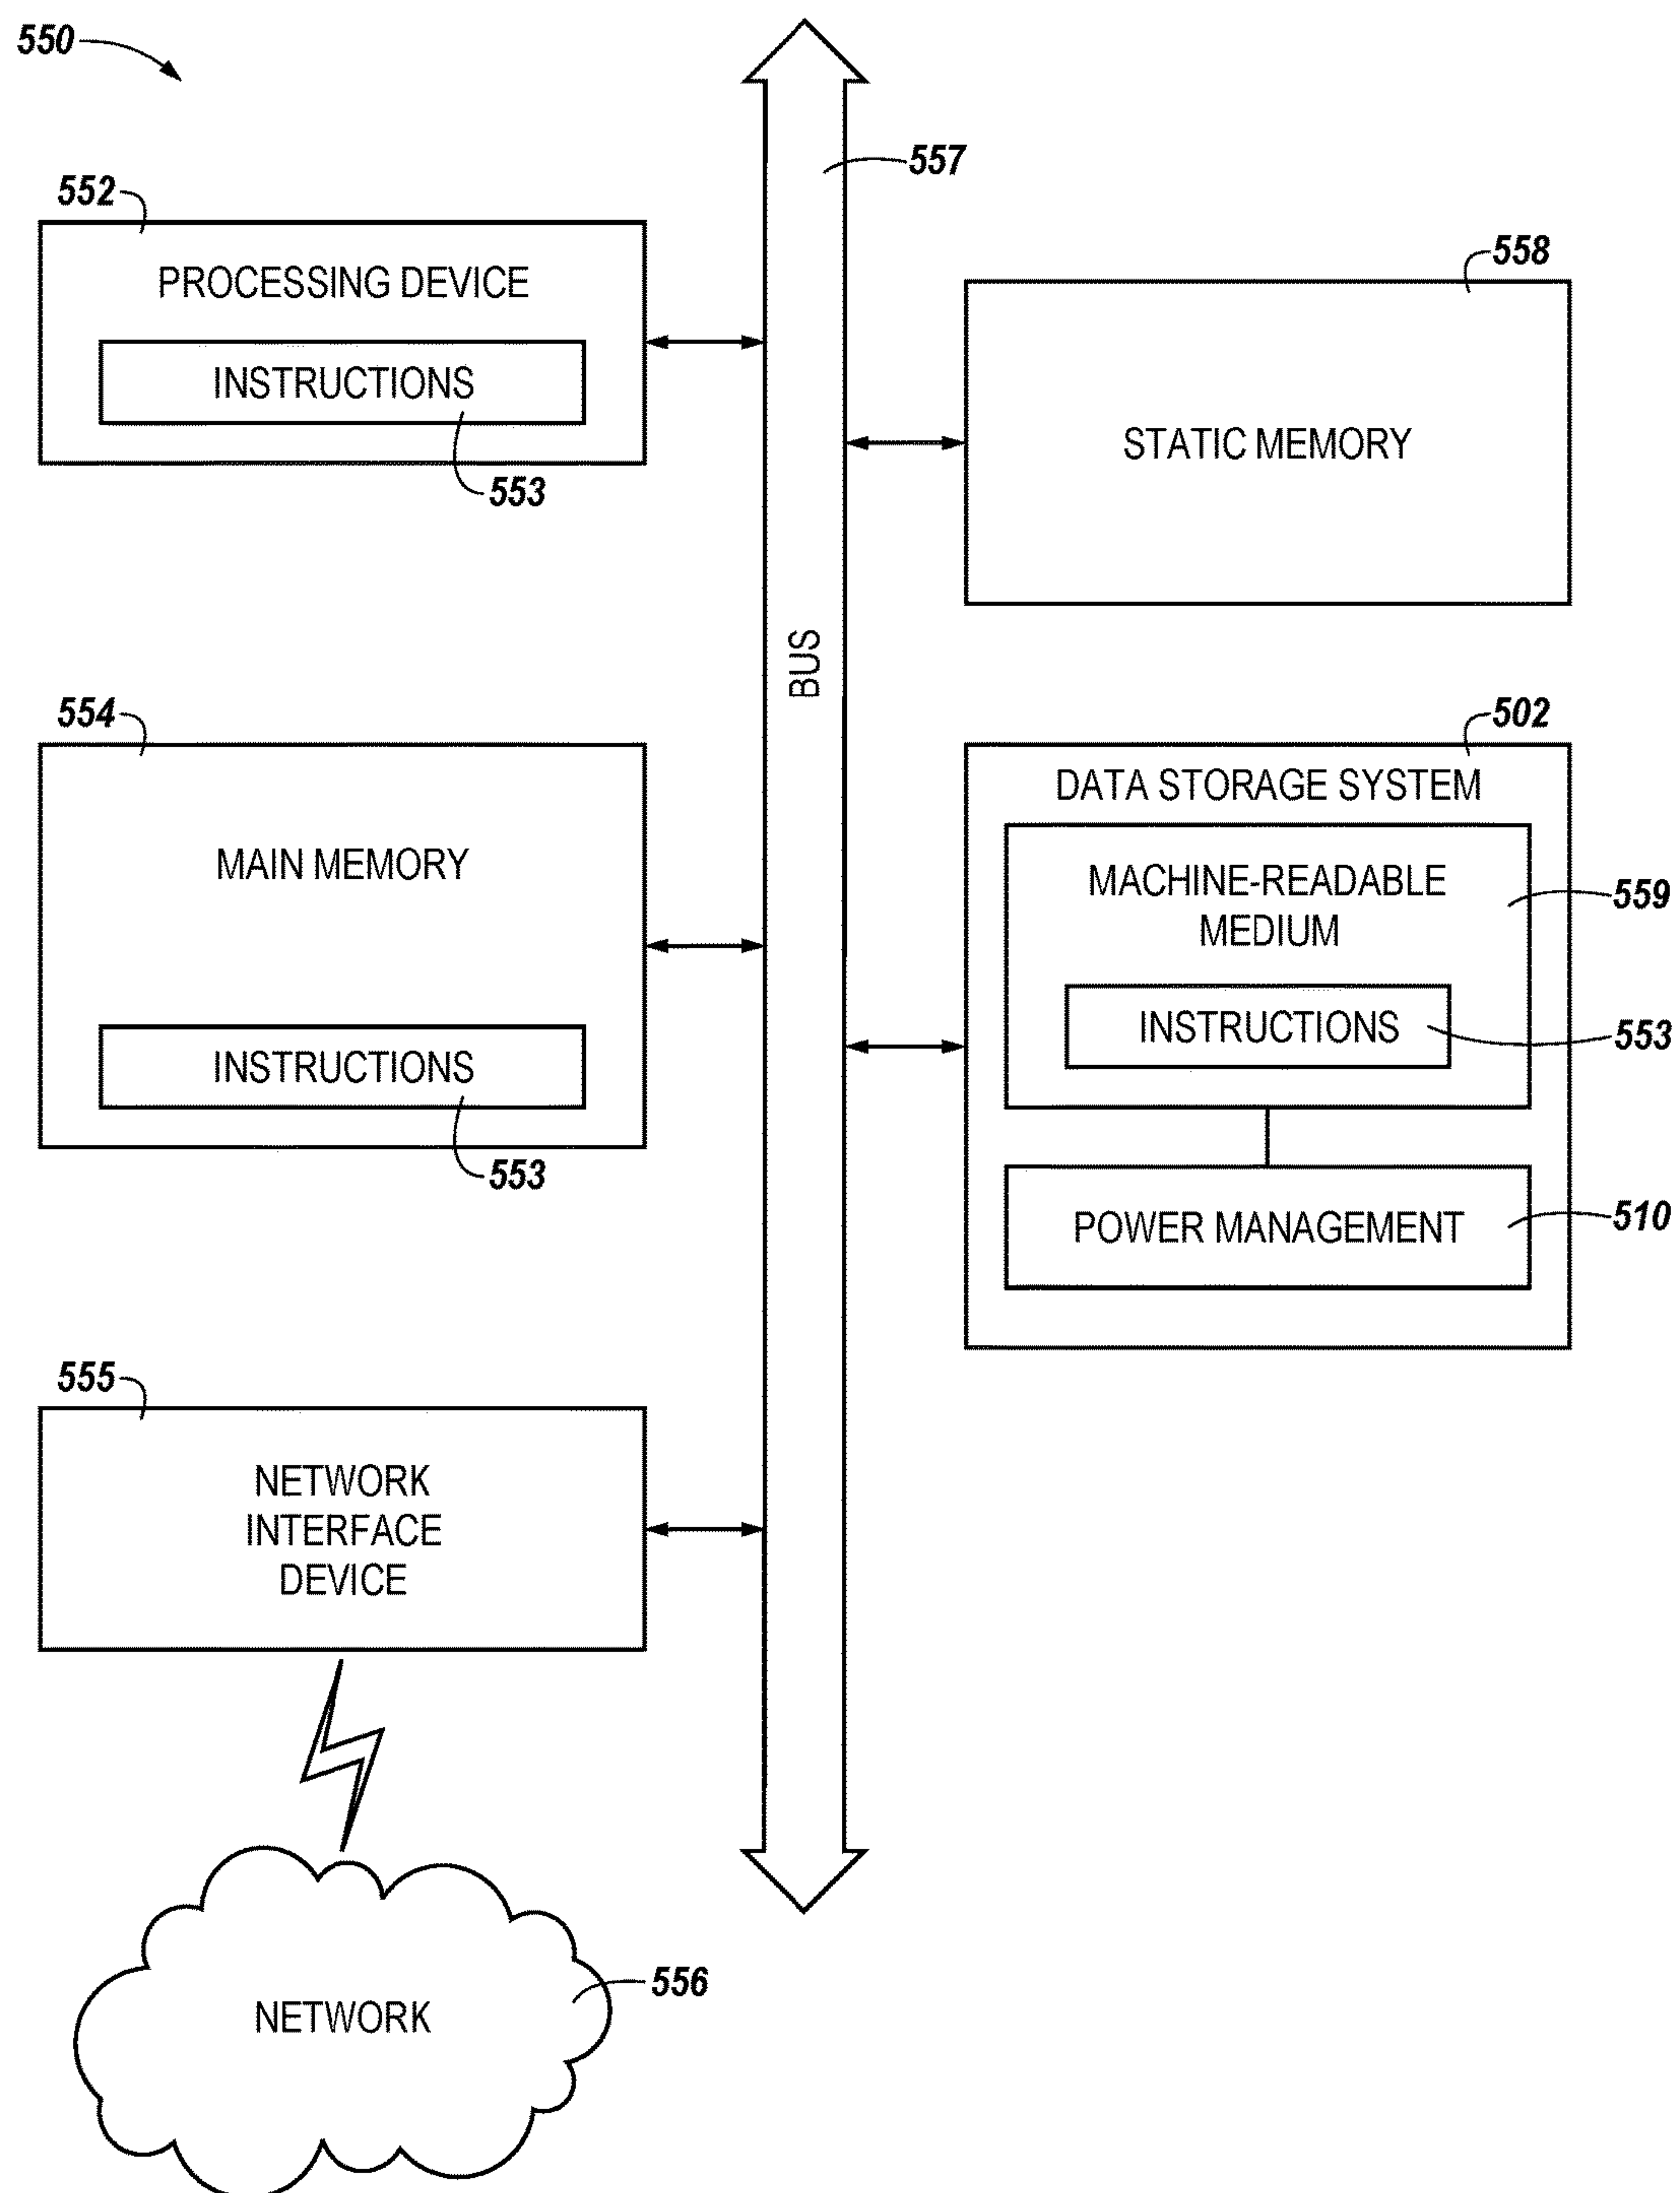 550
557
552
PROCESSING DEVICE
INSTRUCTIONS
553
558
STATIC MEMORY
BUS
554
MAIN MEMORY
INSTRUCTIONS
553
502
DATA STORAGE SYSTEM
MACHINE-READABLE
MEDIUM
559
INSTRUCTIONS
553
POWER MANAGEMENT
510
555
NETWORK
INTERFACE
DEVICE
NETWORK
556